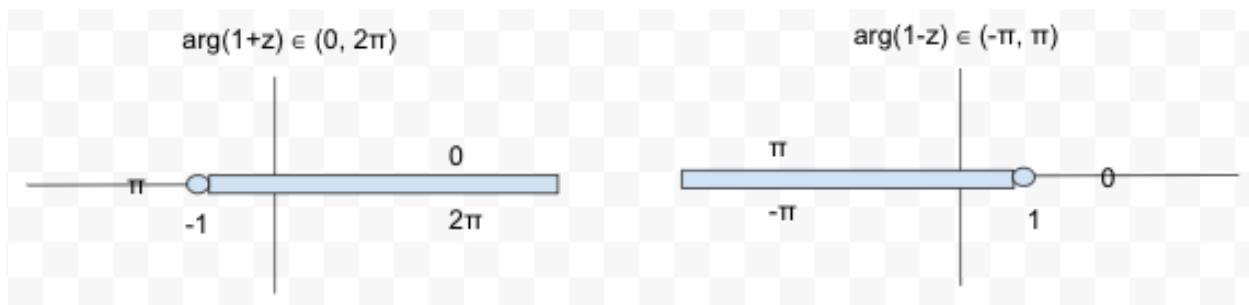 arg(1+z) ∈ (0, 2π)
0
π
-1
2π
arg(1-z) ∈ (-π, π)
π
0
-π
1